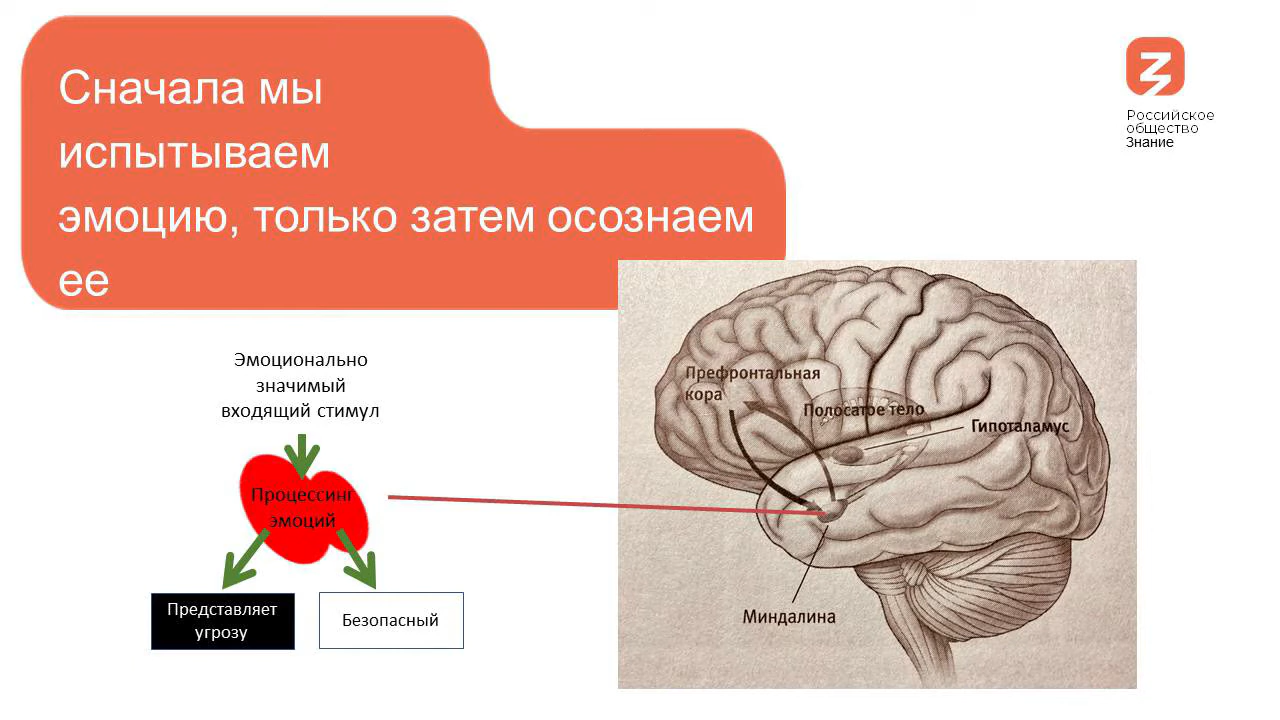 Сначала мы
испытываем
эмоцию, только затем осознаем
ее
Российское
общество
Знание
Эмоционально
значимый
входящий стимул
Процессинг
эмоций
Представляет
угрозу
Безопасный
Префронтальная
кора
Полосатое тело
Гипоталамус
Миндалина